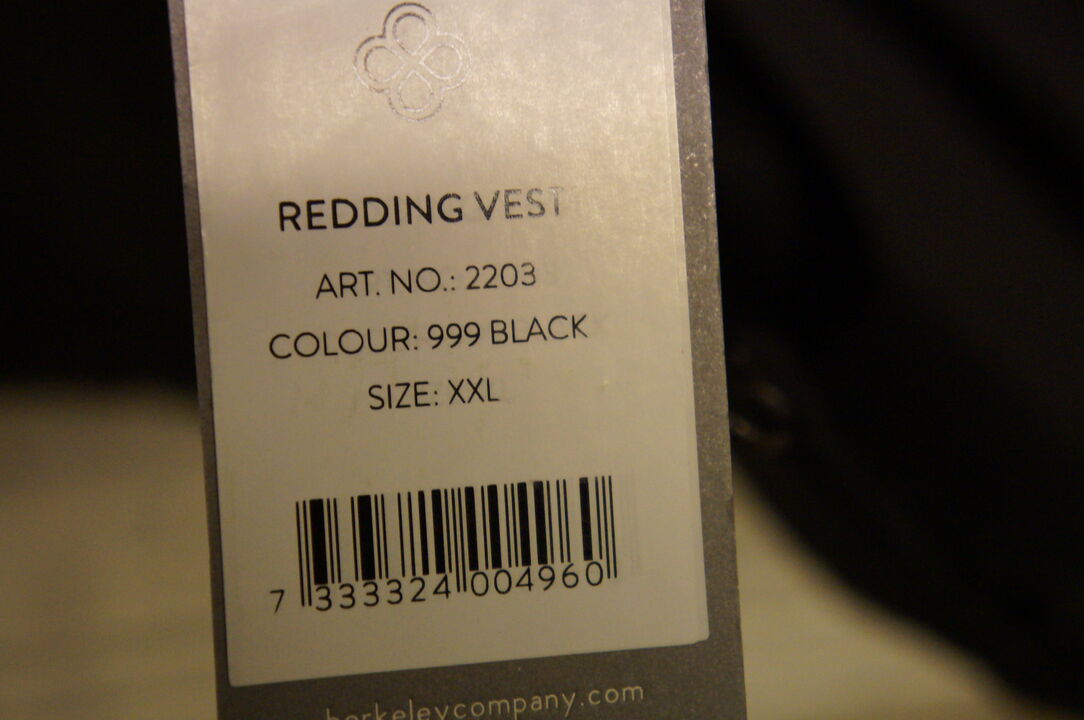 REDDING VEST
ART. NO.: 2203
COLOUR: 999 BLACK
SIZE: XXL
7 333324 004960
berkeleycompany.com